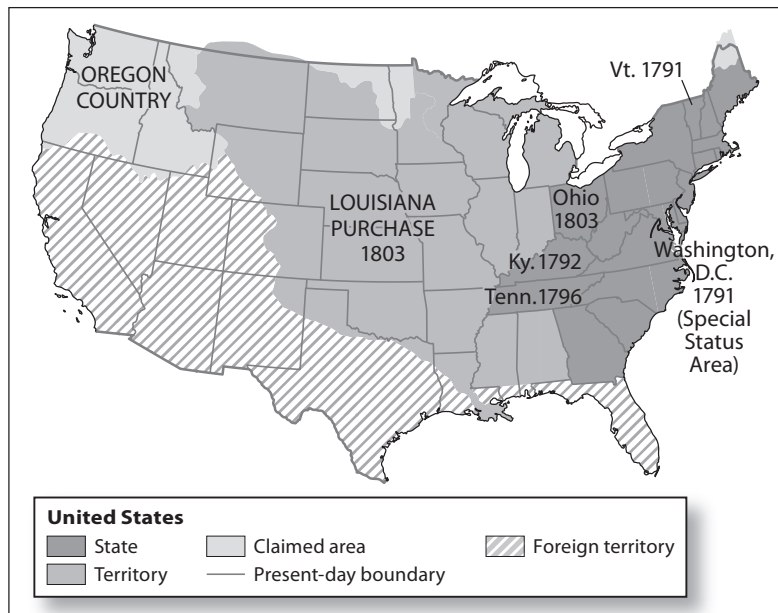 OREGON
COUNTRY
Vt. 1791
LOUISIANA
PURCHASE
1803
Ohio
1803
Ky. 1792
Tenn. 1796
Washington,
D.C.
1791
(Special
Status
Area)
United States
State
Claimed area
Foreign territory
Territory
Present-day boundary